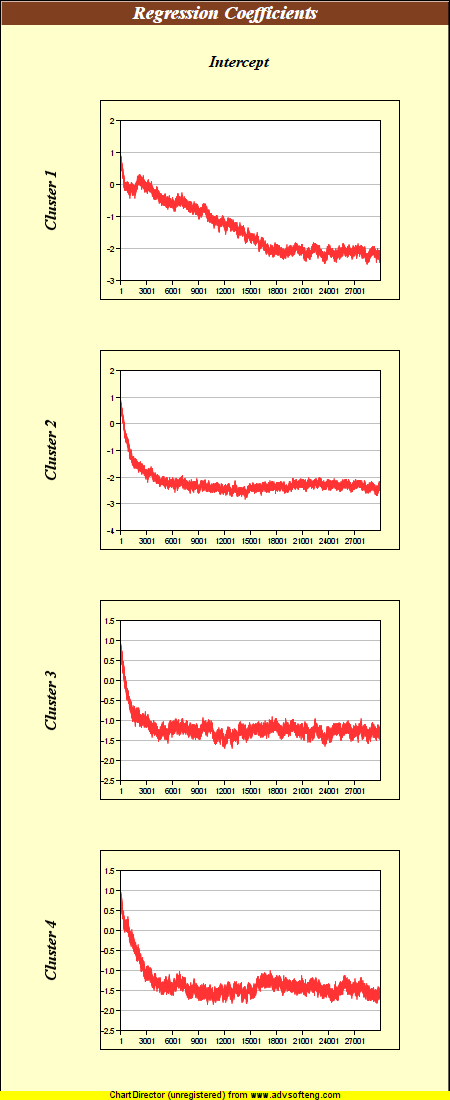 Regression Coefficients
Intercept
Cluster 1
2
1
0
-1
-2
-3
1 3001 6001 9001 12001 15001 18001 21001 24001 27001
Cluster 2
2
1
0
-1
-2
-3
-4
1 3001 6001 9001 12001 15001 18001 21001 24001 27001
Cluster 3
1.5
1.0
0.5
0.0
-0.5
-1.0
-1.5
-2.0
-2.5
1 3001 6001 9001 12001 15001 18001 21001 24001 27001
Cluster 4
1.5
1.0
0.5
0.0
-0.5
-1.0
-1.5
-2.0
-2.5
1 3001 6001 9001 12001 15001 18001 21001 24001 27001
ChartDirector (unregistered) from www.advsofteng.com